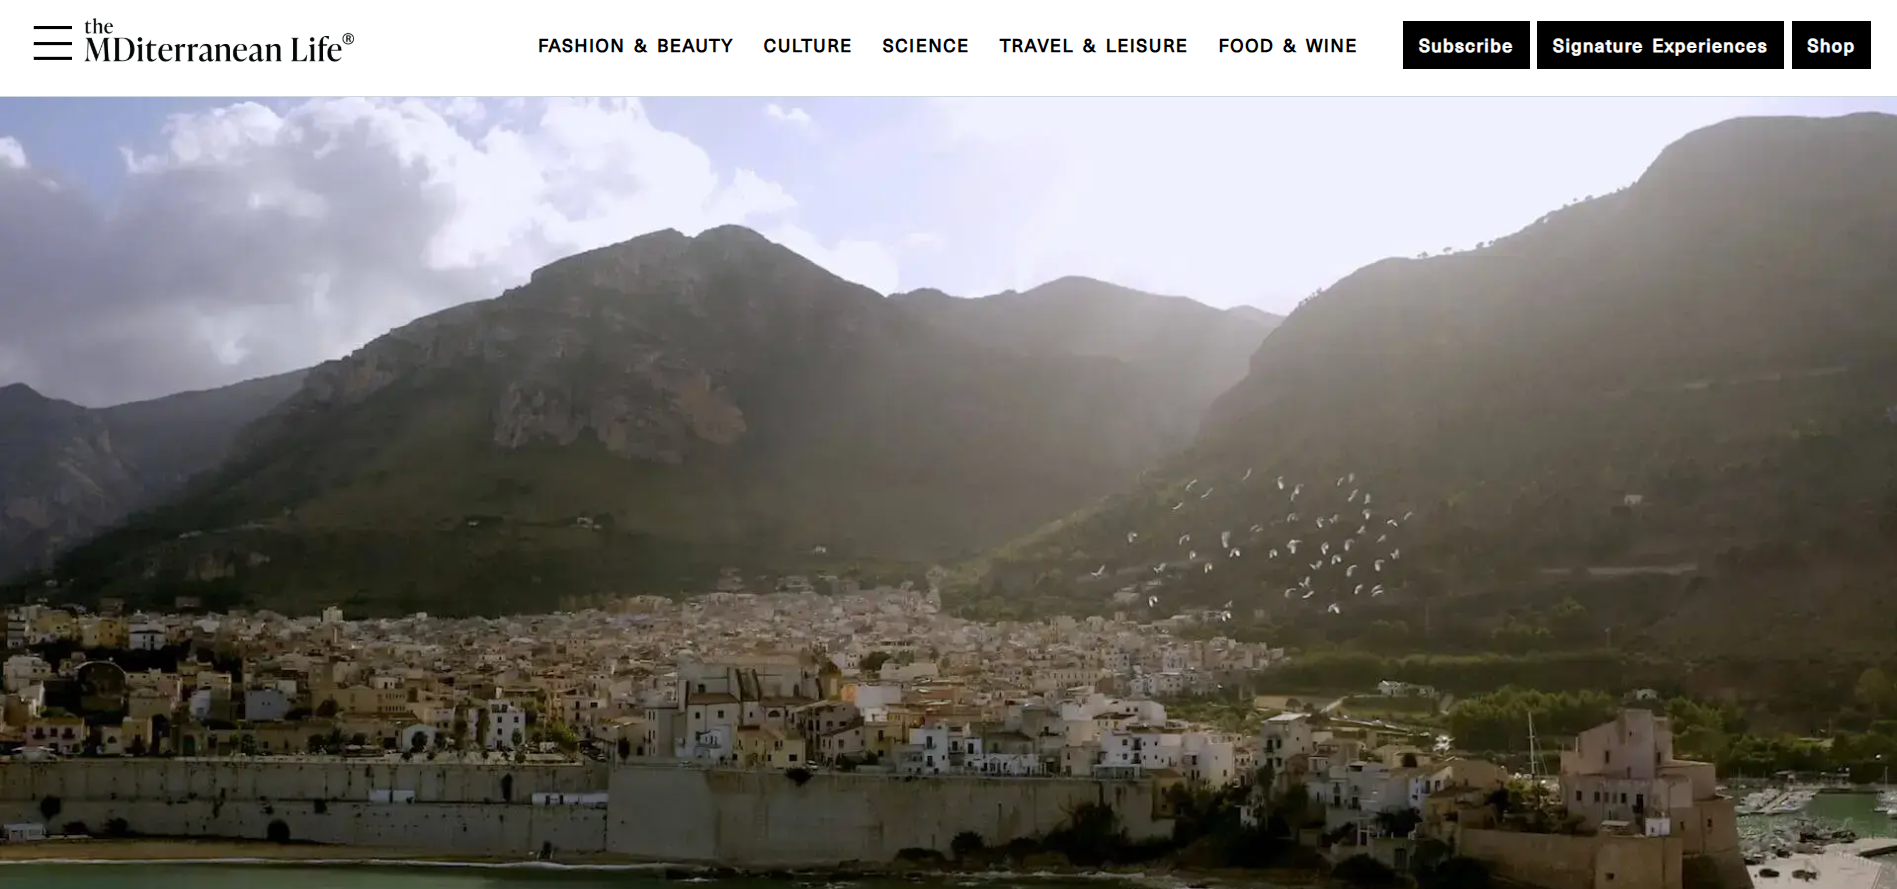 the
MDiterranean Life®
FASHION & BEAUTY CULTURE SCIENCE TRAVEL & LEISURE FOOD & WINE Subscribe Signature Experiences Shop